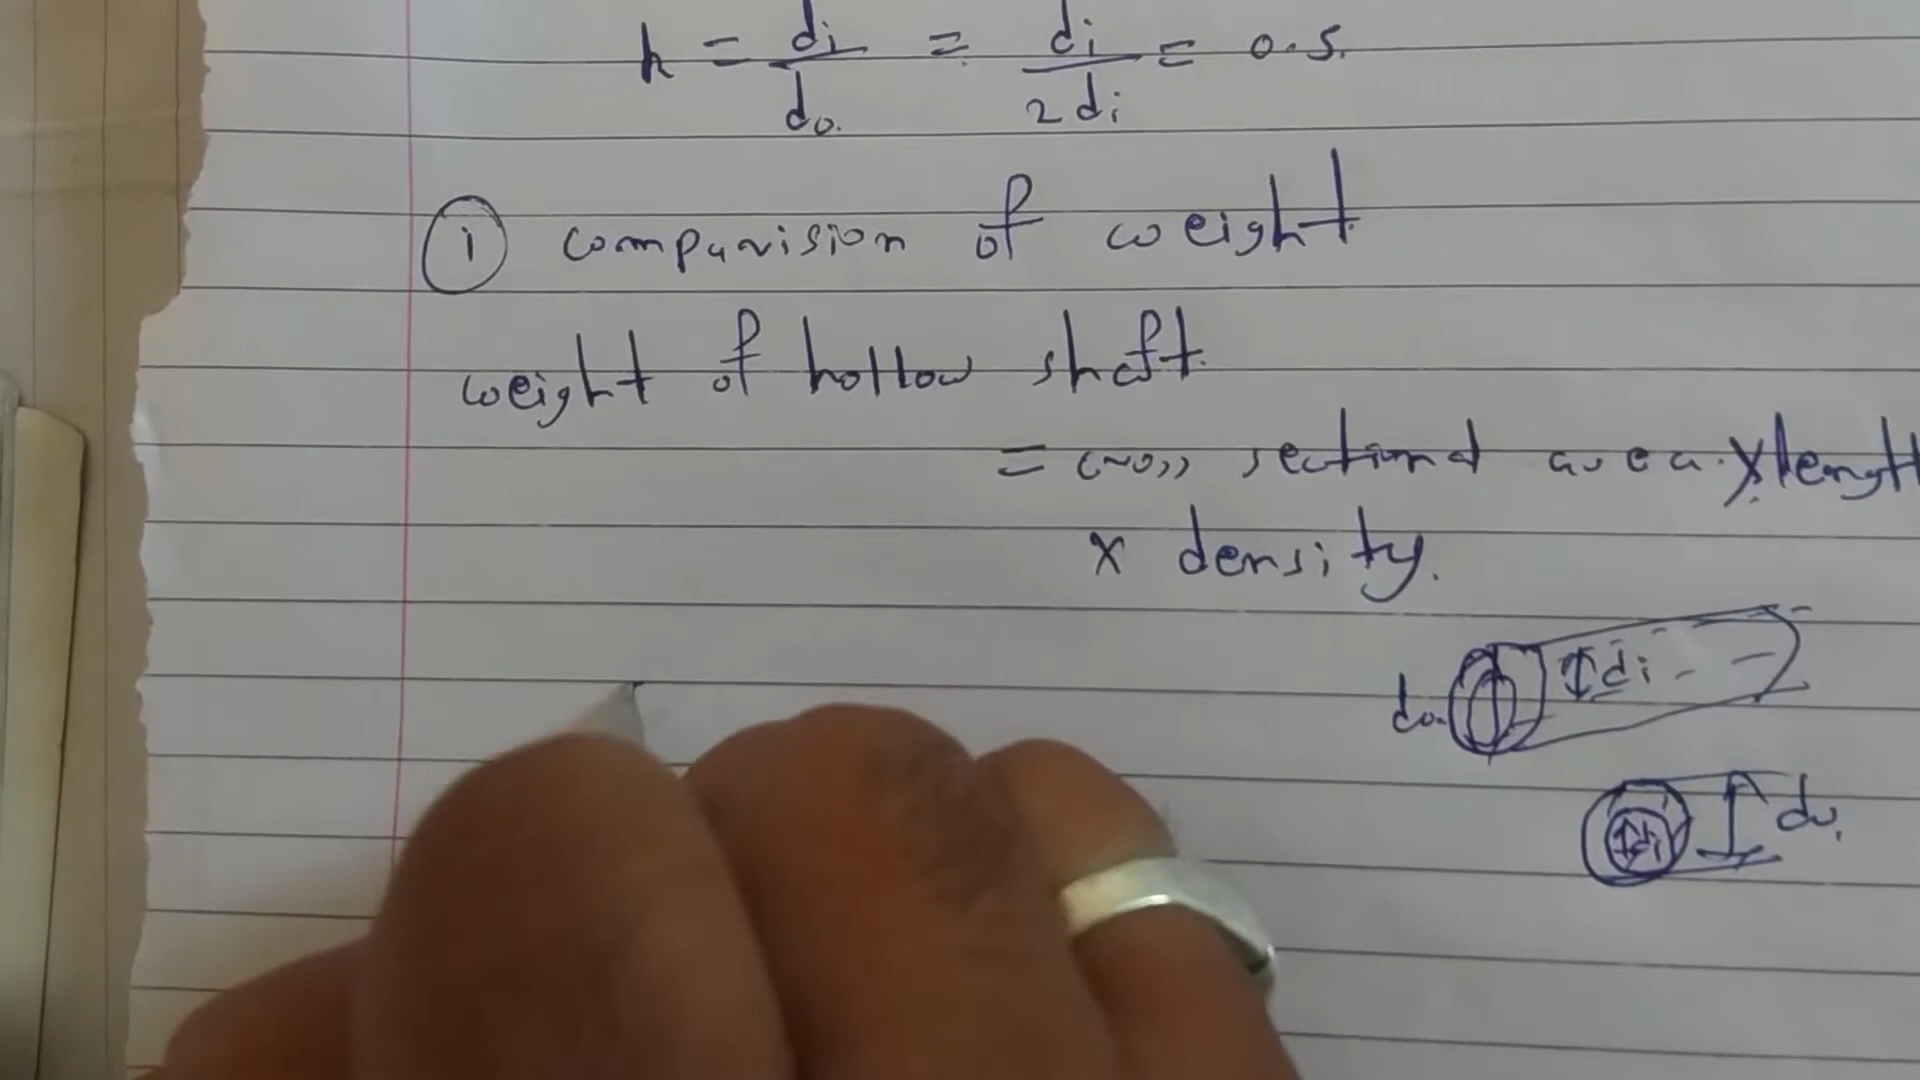 k = di/do. = di/2di = 0.5.
① comparision of weight.
weight of hollow shaft.
= cross sectional area. X length
x density.
do. di
di do.